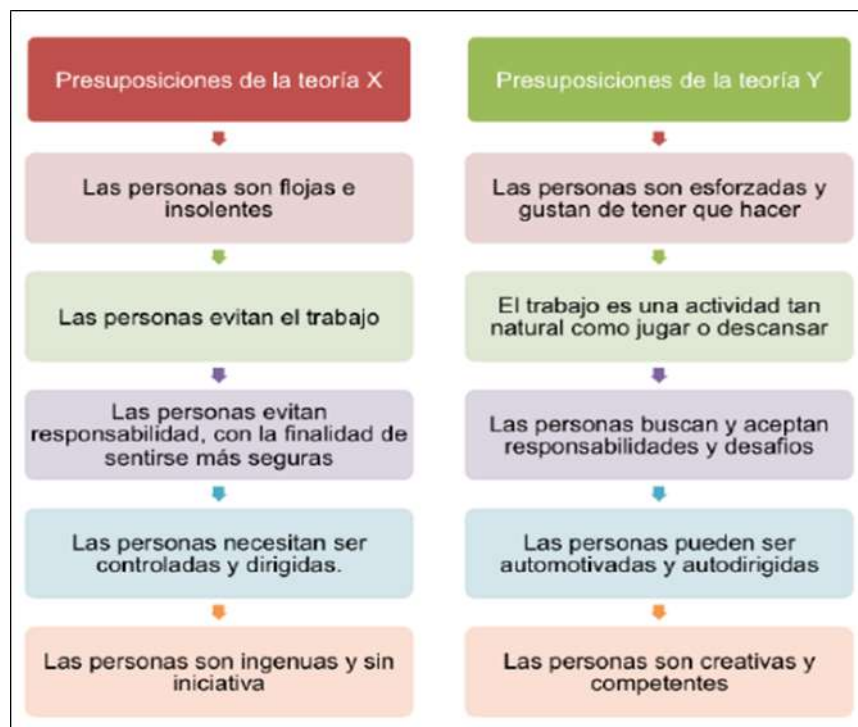 Presuposiciones de la teoría X
Las personas son flojas e
insolentes
Las personas evitan el trabajo
Las personas evitan
responsabilidad, con la finalidad de
sentirse más seguras
Las personas necesitan ser
controladas y dirigidas.
Las personas son ingenuas y sin
iniciativa
Presuposiciones de la teoría Y
Las personas son esforzadas y
gustan de tener que hacer
El trabajo es una actividad tan
natural como jugar o descansar
Las personas buscan y aceptan
responsabilidades y desafios
Las personas pueden ser
automotivadas y autodirigidas
Las personas son creativas y
competentes